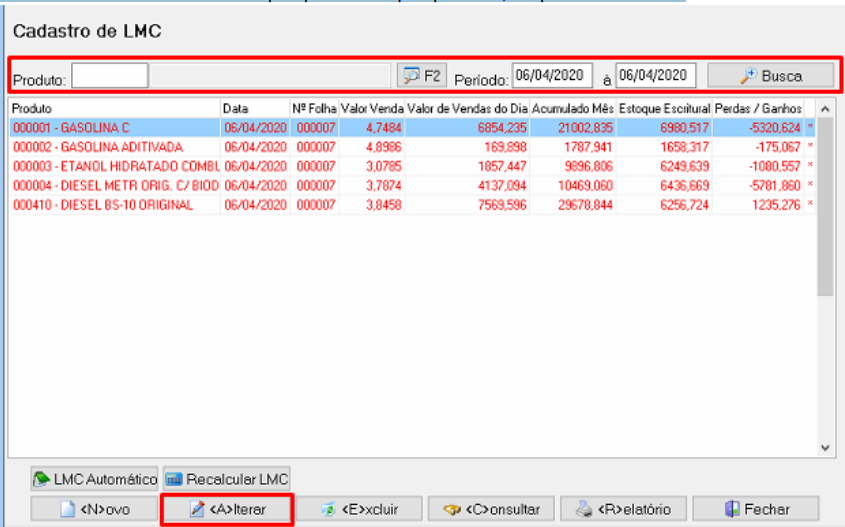 Cadastro de LMC
Produto: F2 Período: 06/04/2020 à 06/04/2020 Busca
Produto Data Nº Folha Valor Venda Valor de Vendas do Dia Acumulado Mês Estoque Escritural Perdas / Ganhos
000001 - GASOLINA C 06/04/2020 000007 4,7484 6854,235 21002,835 6980,517 -5320,624 *
000002 - GASOLINA ADITIVADA 06/04/2020 000007 4,8986 169,898 1787,941 1658,317 -175,067 *
000003 - ETANOL HIDRATADO COMBU 06/04/2020 000007 3,0785 1857,447 9896,806 6249,639 -1080,557 *
000004 - DIESEL METR ORIG. C/ BIOD 06/04/2020 000007 3,7874 4137,094 10469,060 6436,669 -5781,860 *
000410 - DIESEL BS-10 ORIGINAL 06/04/2020 000007 3,8458 7569,596 29678,844 6256,724 1235,276 *
LMC Automático Recalcular LMC
<N>ovo <A>lterar <E>xcluir <C>onsultar <R>elatório Fechar